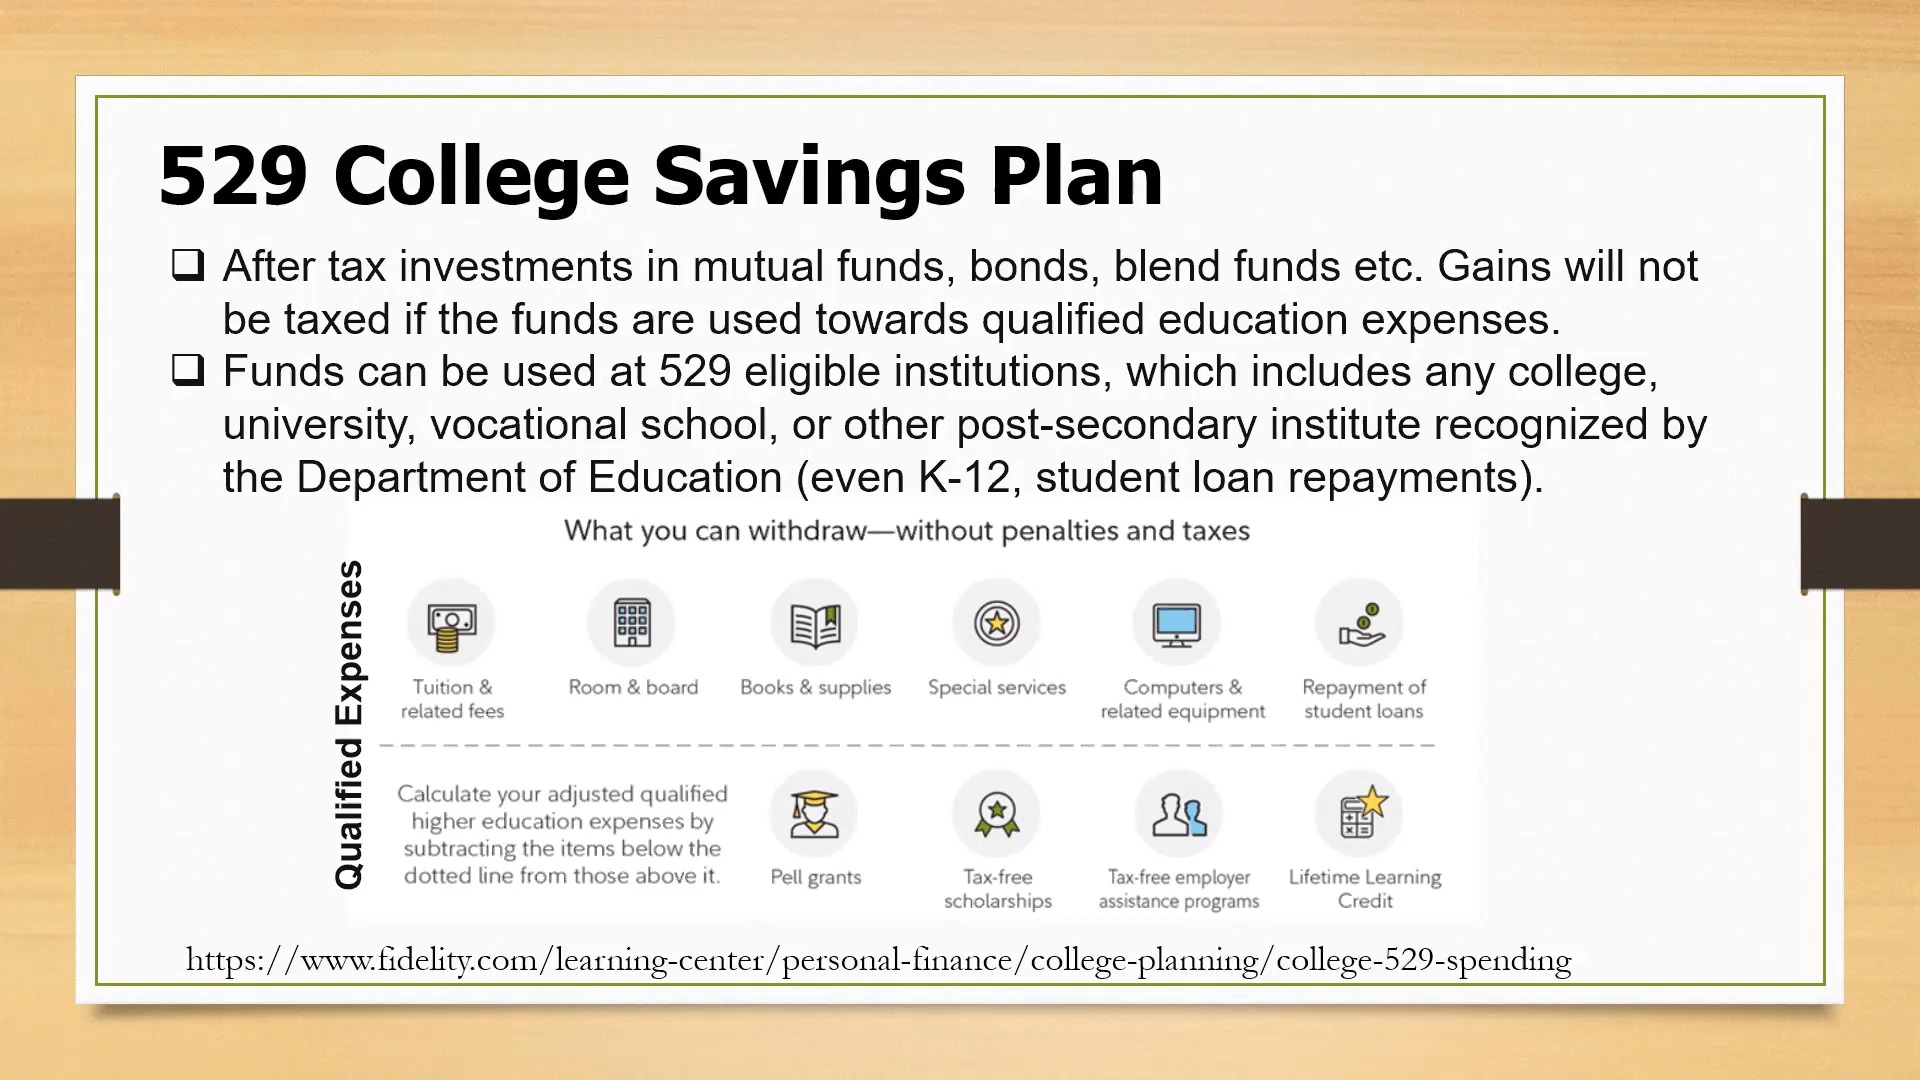 529 College Savings Plan
After tax investments in mutual funds, bonds, blend funds etc. Gains will not
be taxed if the funds are used towards qualified education expenses.
Funds can be used at 529 eligible institutions, which includes any college,
university, vocational school, or other post-secondary institute recognized by
the Department of Education (even K-12, student loan repayments).
Qualified Expenses
What you can withdraw—without penalties and taxes
Tuition &
related fees
Room & board
Books & supplies
Special services
Computers &
related equipment
Repayment of
student loans
Calculate your adjusted qualified
higher education expenses by
subtracting the items below the
dotted line from those above it.
Pell grants
Tax-free
scholarships
Tax-free employer
assistance programs
Lifetime Learning
Credit
https://www.fidelity.com/learning-center/personal-finance/college-planning/college-529-spending